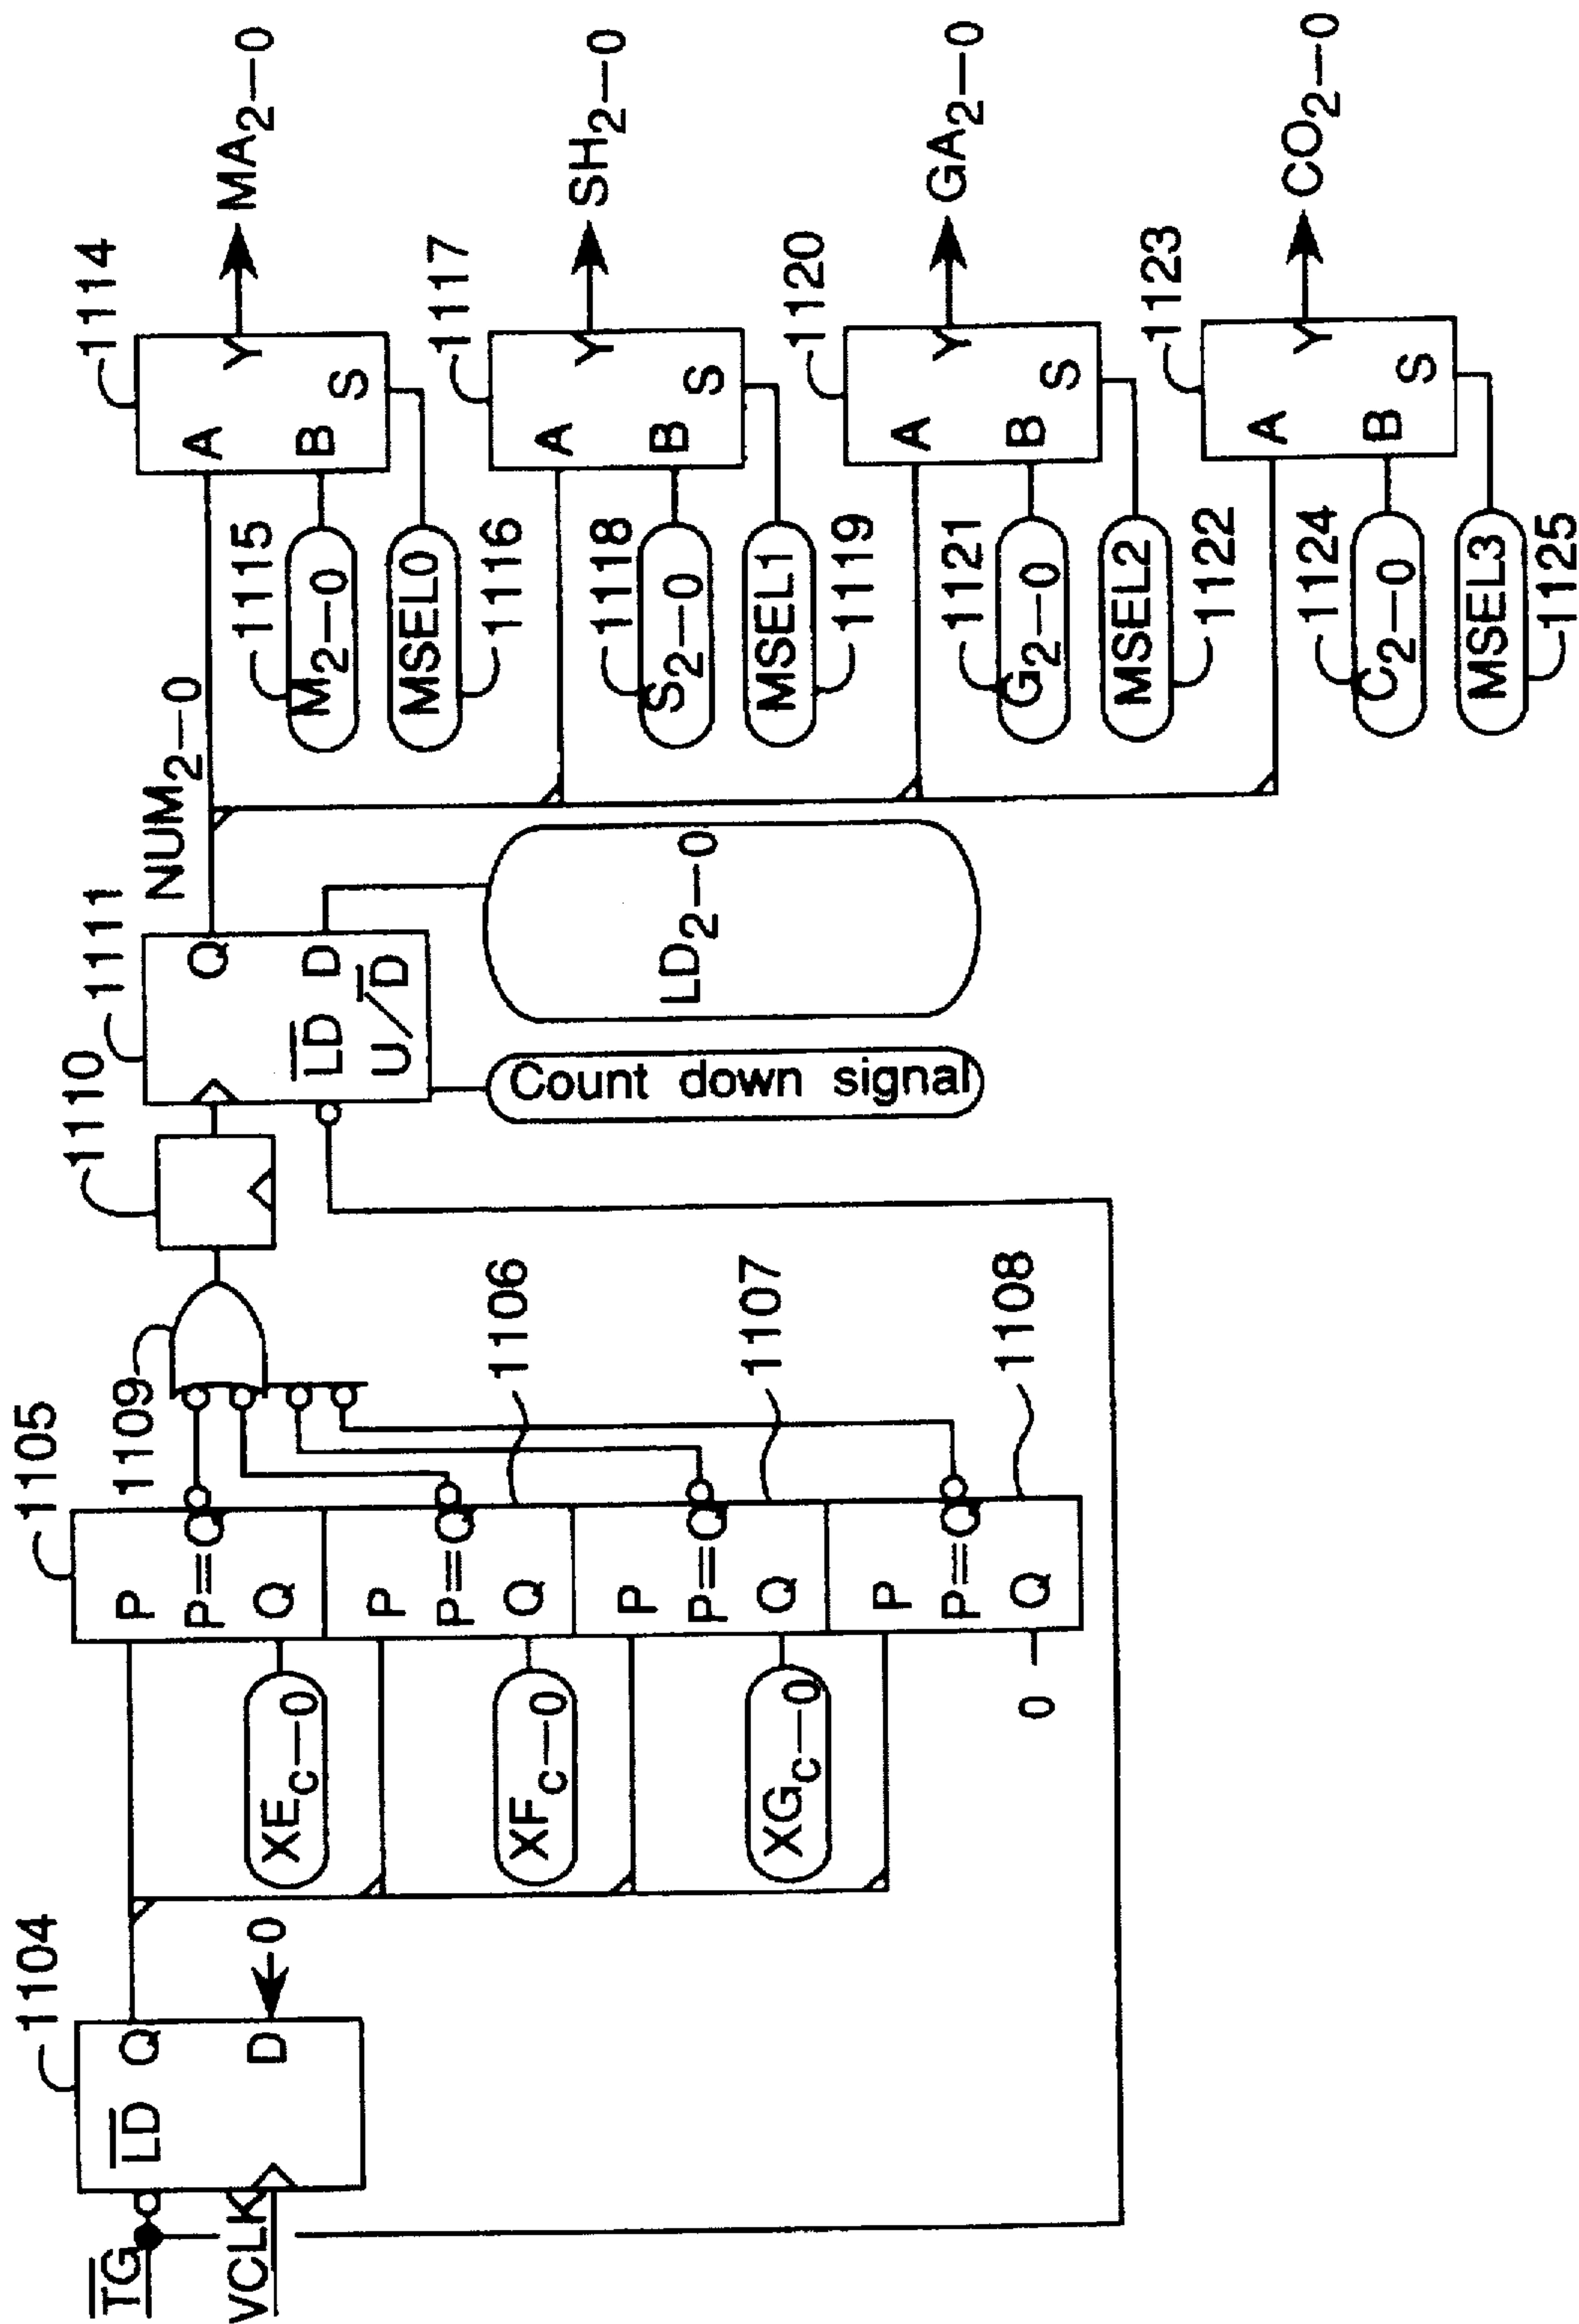 TG
VCLK
1104
LD
Q
D
0
XEc—0
XFc—0
XGc—0
0
1105
P
P=Q
Q
P
P=Q
Q
P
P=Q
Q
P
P=Q
Q
1106
1107
1108
1109
1110
1111
Q
D
LD
U/D
Count down signal
LD2—0
NUM2—0
1115
M2—0
MSEL0
1116
1118
S2—0
MSEL1
1119
1121
G2—0
MSEL2
1122
1124
C2—0
MSEL3
1125
1114
A
Y
B
S
MA2—0
1117
A
Y
B
S
SH2—0
1120
A
Y
B
S
GA2—0
1123
A
Y
B
S
CO2—0